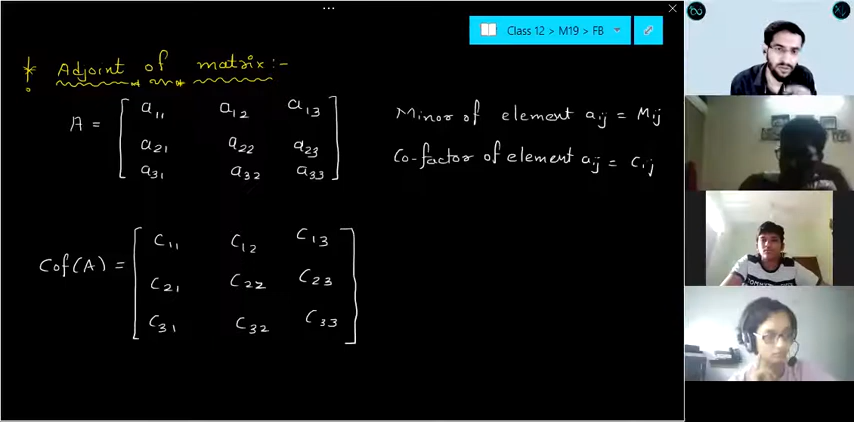 ...
Class 12 > M19 > FB
* Adjoint of matrix:-
A = [ a11 a12 a13
a21 a22 a23
a31 a32 a33 ]
Minor of element aij = Mij
Co-factor of element aij = Cij
Cof(A) = [ C11 C12 C13
C21 C22 C23
C31 C32 C33 ]